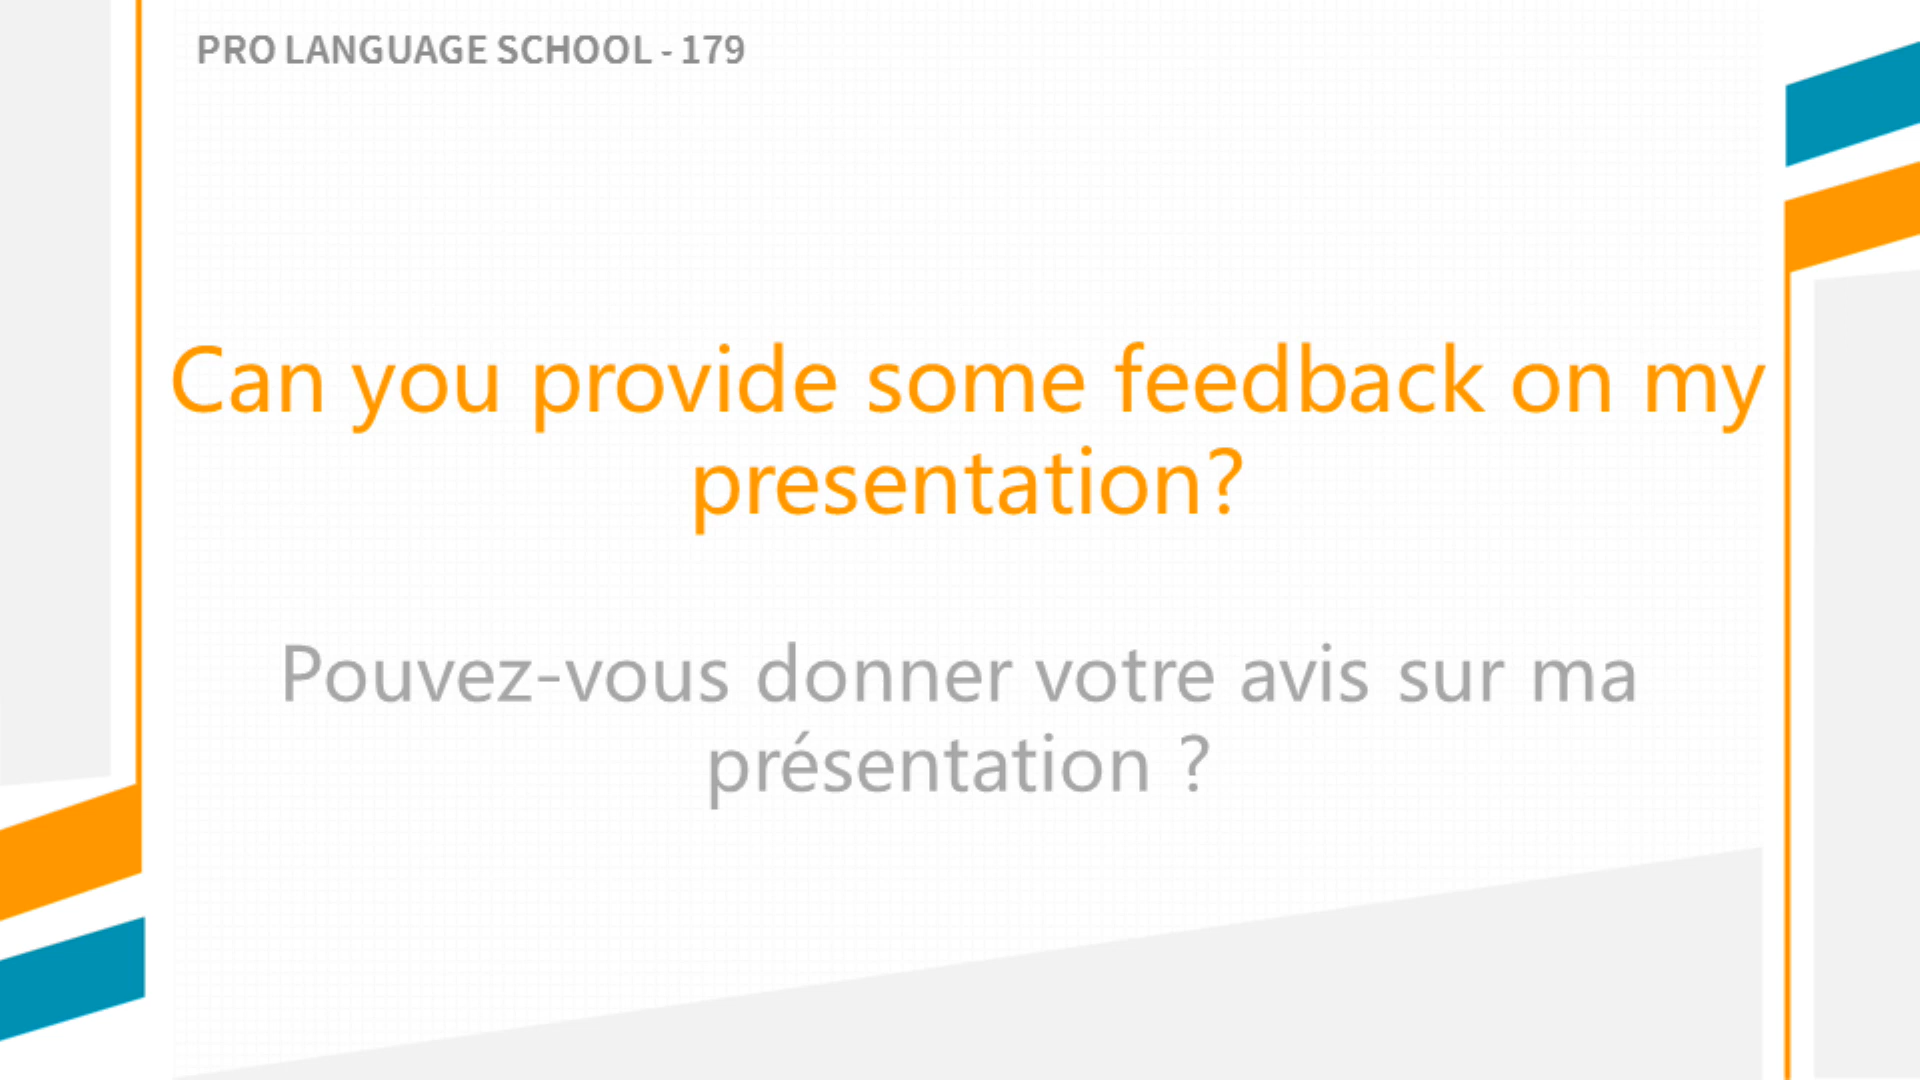 PRO LANGUAGE SCHOOL - 179
Can you provide some feedback on my
presentation?
Pouvez-vous donner votre avis sur ma
présentation ?